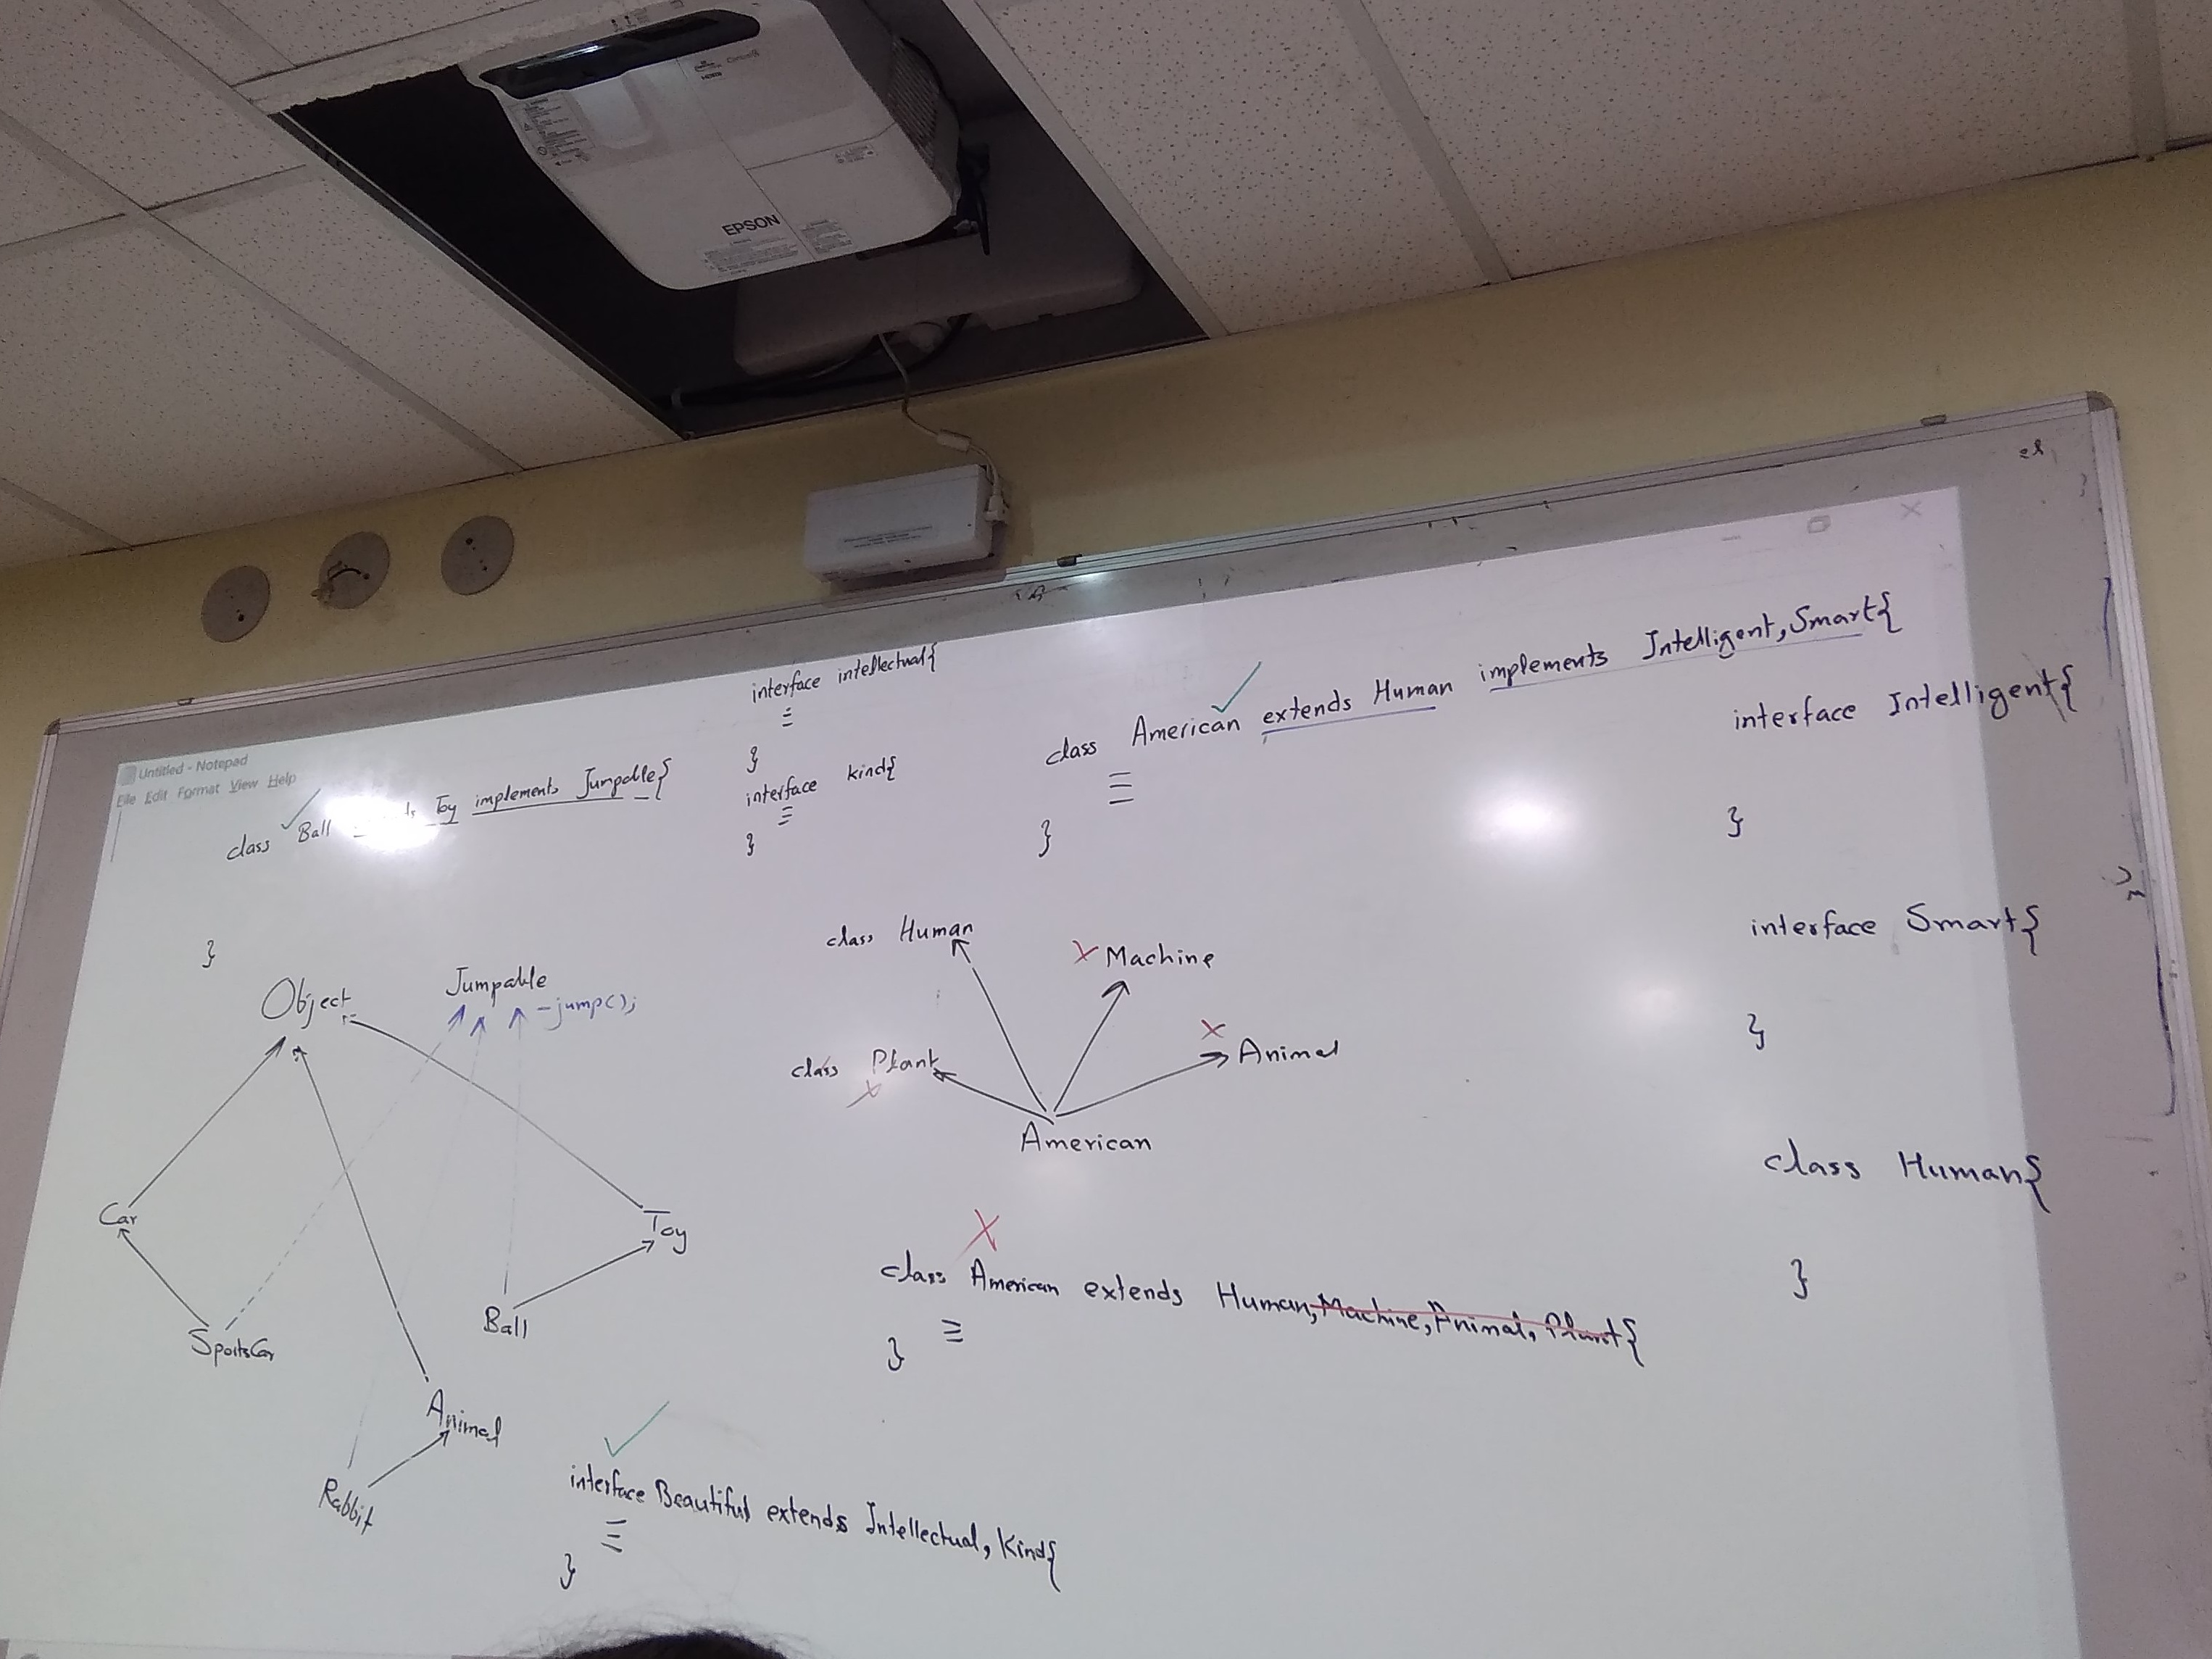 EPSON
Untitled - Notepad
File Edit Format View Help
class Ball Toy implements Jumpable{
}
interface intellectual{
}
interface kind{
}
class American extends Human implements Intelligent, Smart{
}
interface Intelligent{
}
interface Smart{
}
class Human{
}
Object
Jumpable
- jump();
Car
Toy
SportsCar
Ball
Animal
Rabbit
class Human
X Machine
X
class Plant
X
Animal
American
X
class American extends Human, Machine, Animal, Plant{
}
interface Beautiful extends Intellectual, Kind{
}